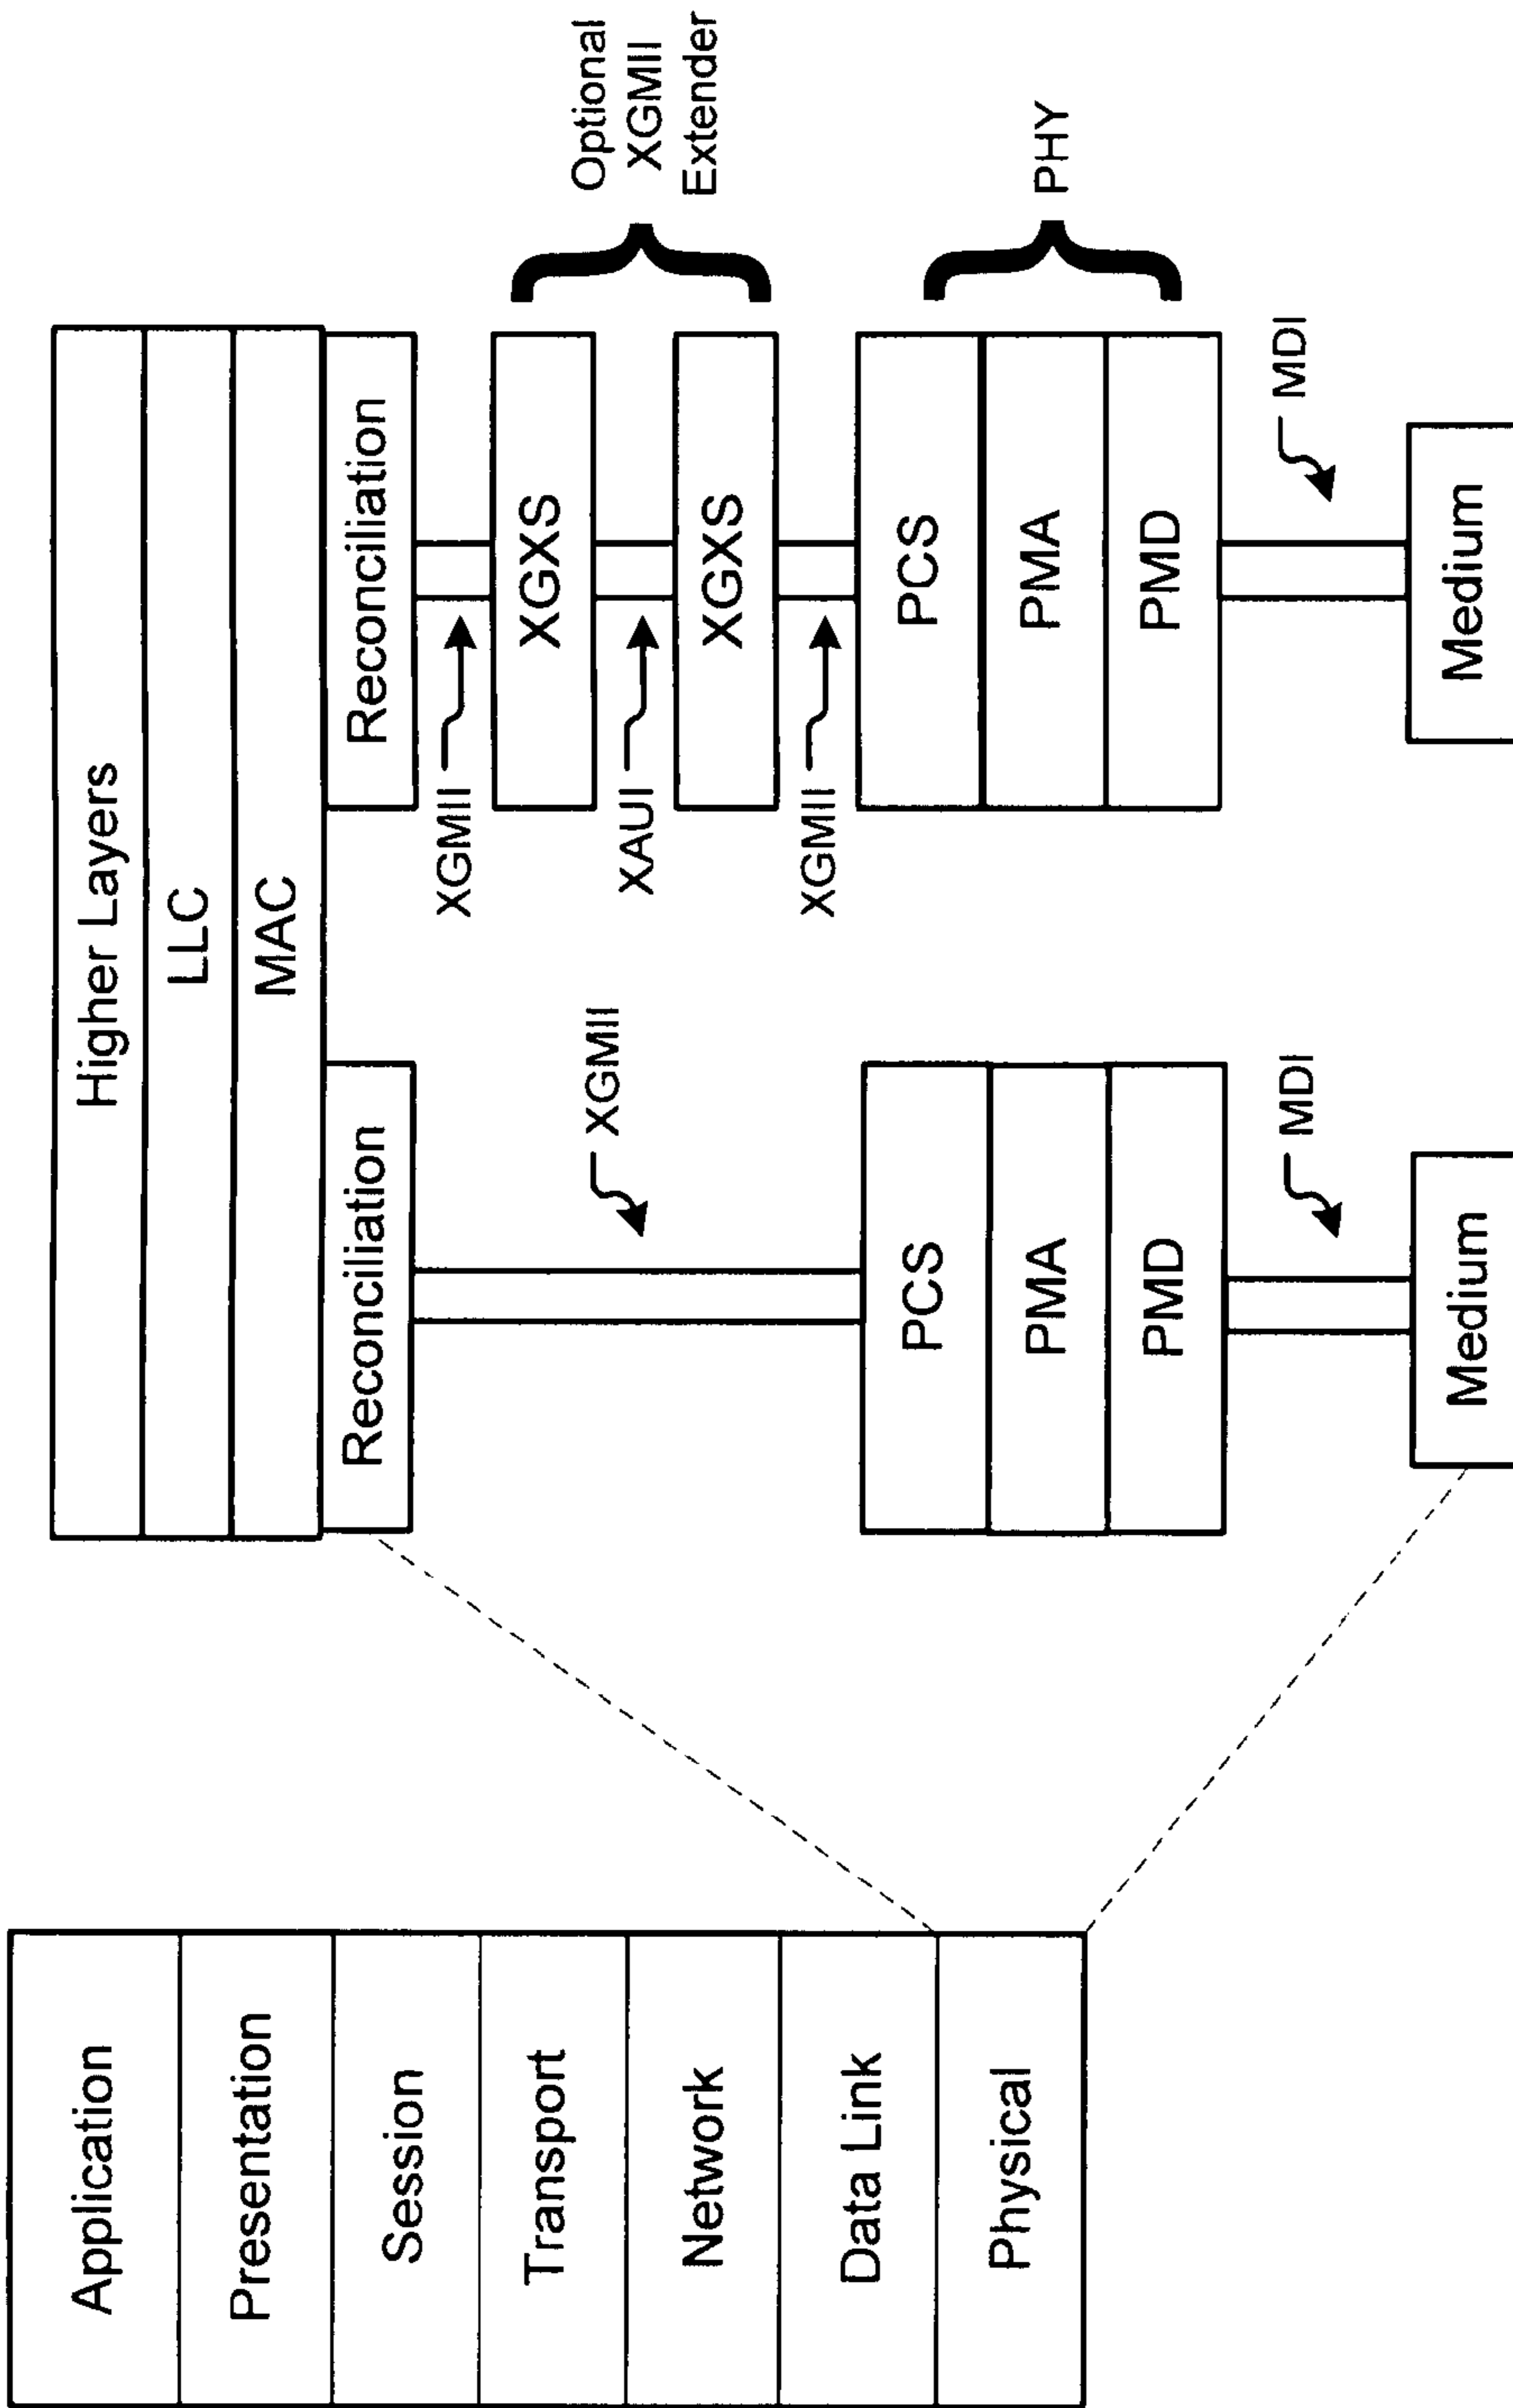 Application
Presentation
Session
Transport
Network
Data Link
Physical
Higher Layers
LLC
MAC
Reconciliation
XGMII
PCS
PMA
PMD
MDI
Medium
Reconciliation
XGMII
XGXS
XAUI
XGXS
XGMII
PCS
PMA
PMD
MDI
Medium
Optional
XGMII
Extender
PHY